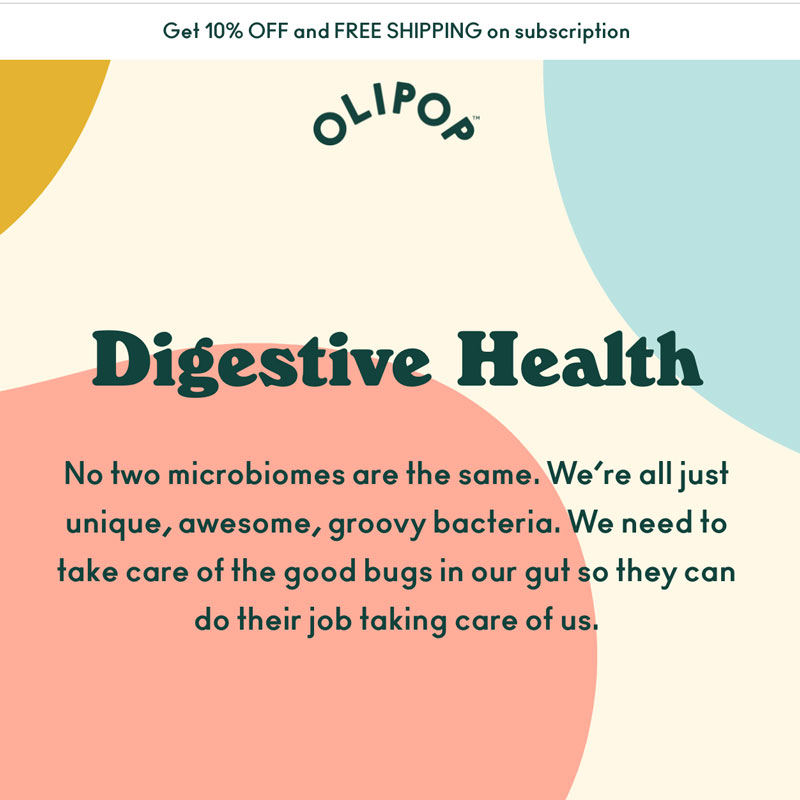 Get 10% OFF and FREE SHIPPING on subscription
OLIPOP™
Digestive Health
No two microbiomes are the same. We're all just
unique, awesome, groovy bacteria. We need to
take care of the good bugs in our gut so they can
do their job taking care of us.